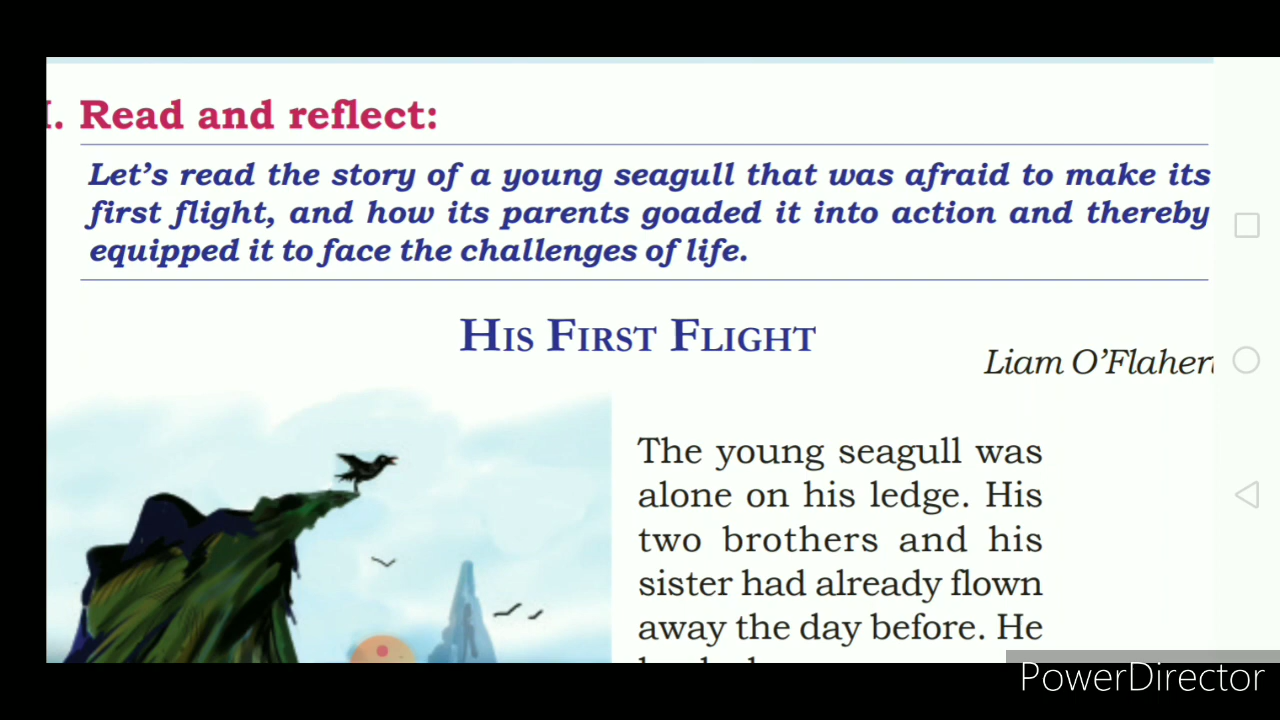 . Read and reflect:
Let's read the story of a young seagull that was afraid to make its
first flight, and how its parents goaded it into action and thereby
equipped it to face the challenges of life.
HIS FIRST FLIGHT
Liam O'Flaher
The young seagull was
alone on his ledge. His
two brothers and his
sister had already flown
away the day before. He
PowerDirector